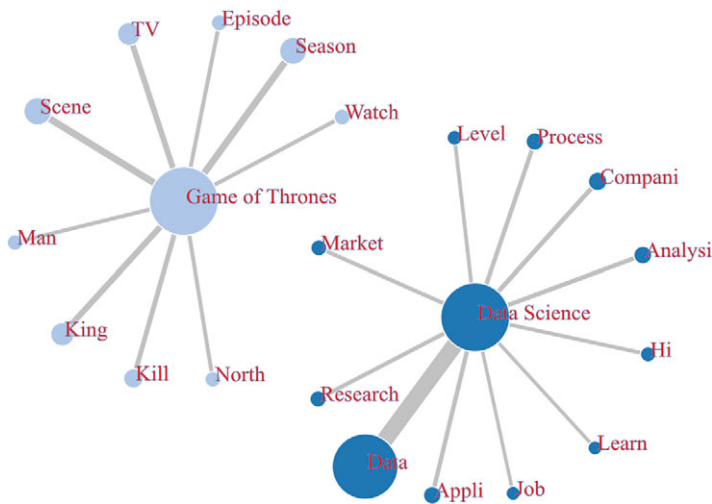 TV
Episode
Season
Scene
Watch
Game of Thrones
Man
King
Kill
North
Level
Process
Compani
Analysi
Market
Data Science
Hi
Research
Learn
Data
Appli
Job